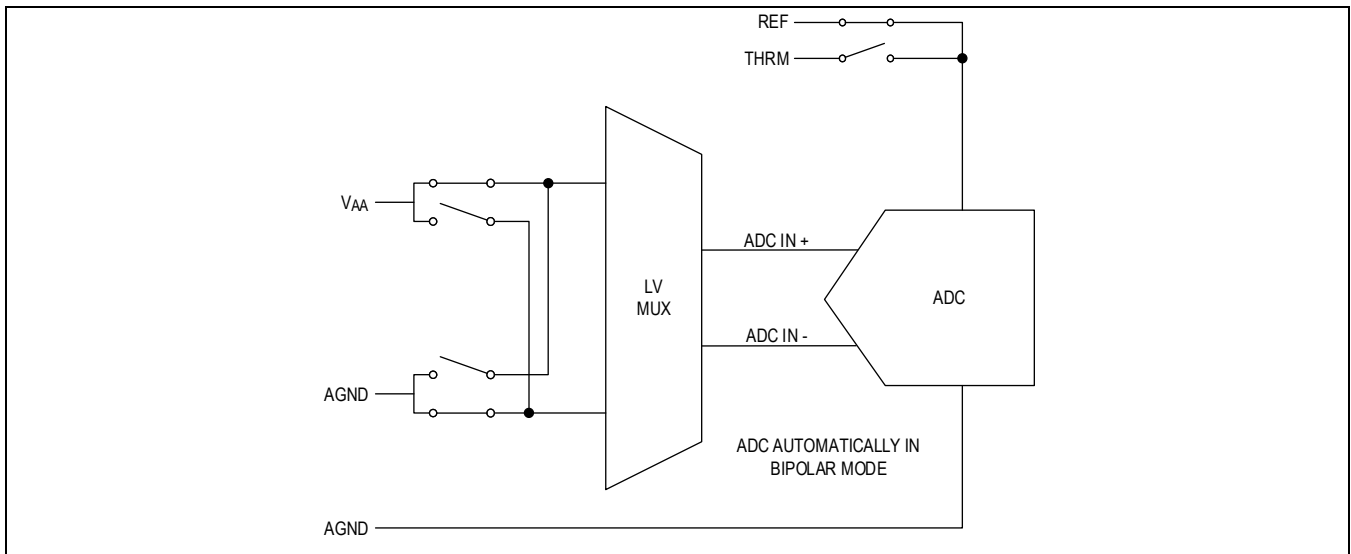 REF
THRM
VAA
LV
MUX
ADC IN +
ADC
ADC IN -
AGND
ADC AUTOMATICALLY IN
BIPOLAR MODE
AGND